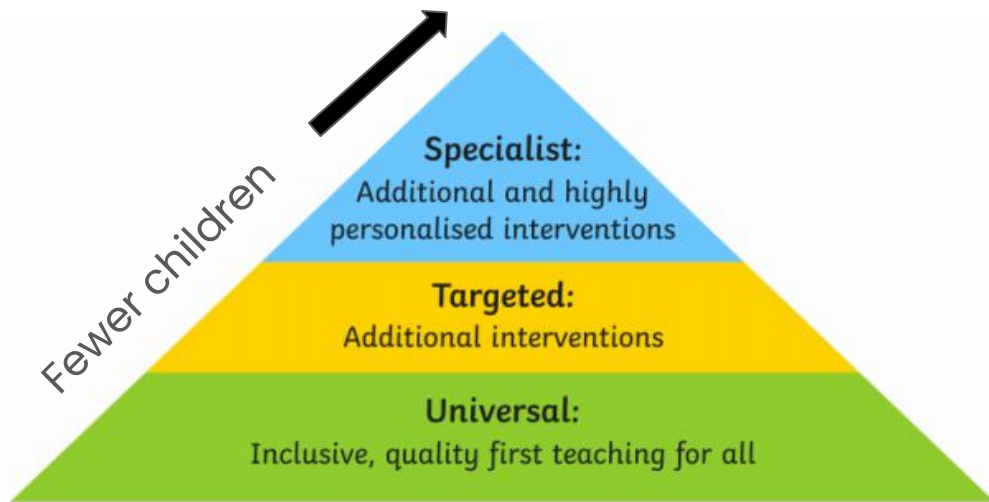 Fewer children
Specialist:
Additional and highly
personalised interventions
Targeted:
Additional interventions
Universal:
Inclusive, quality first teaching for all